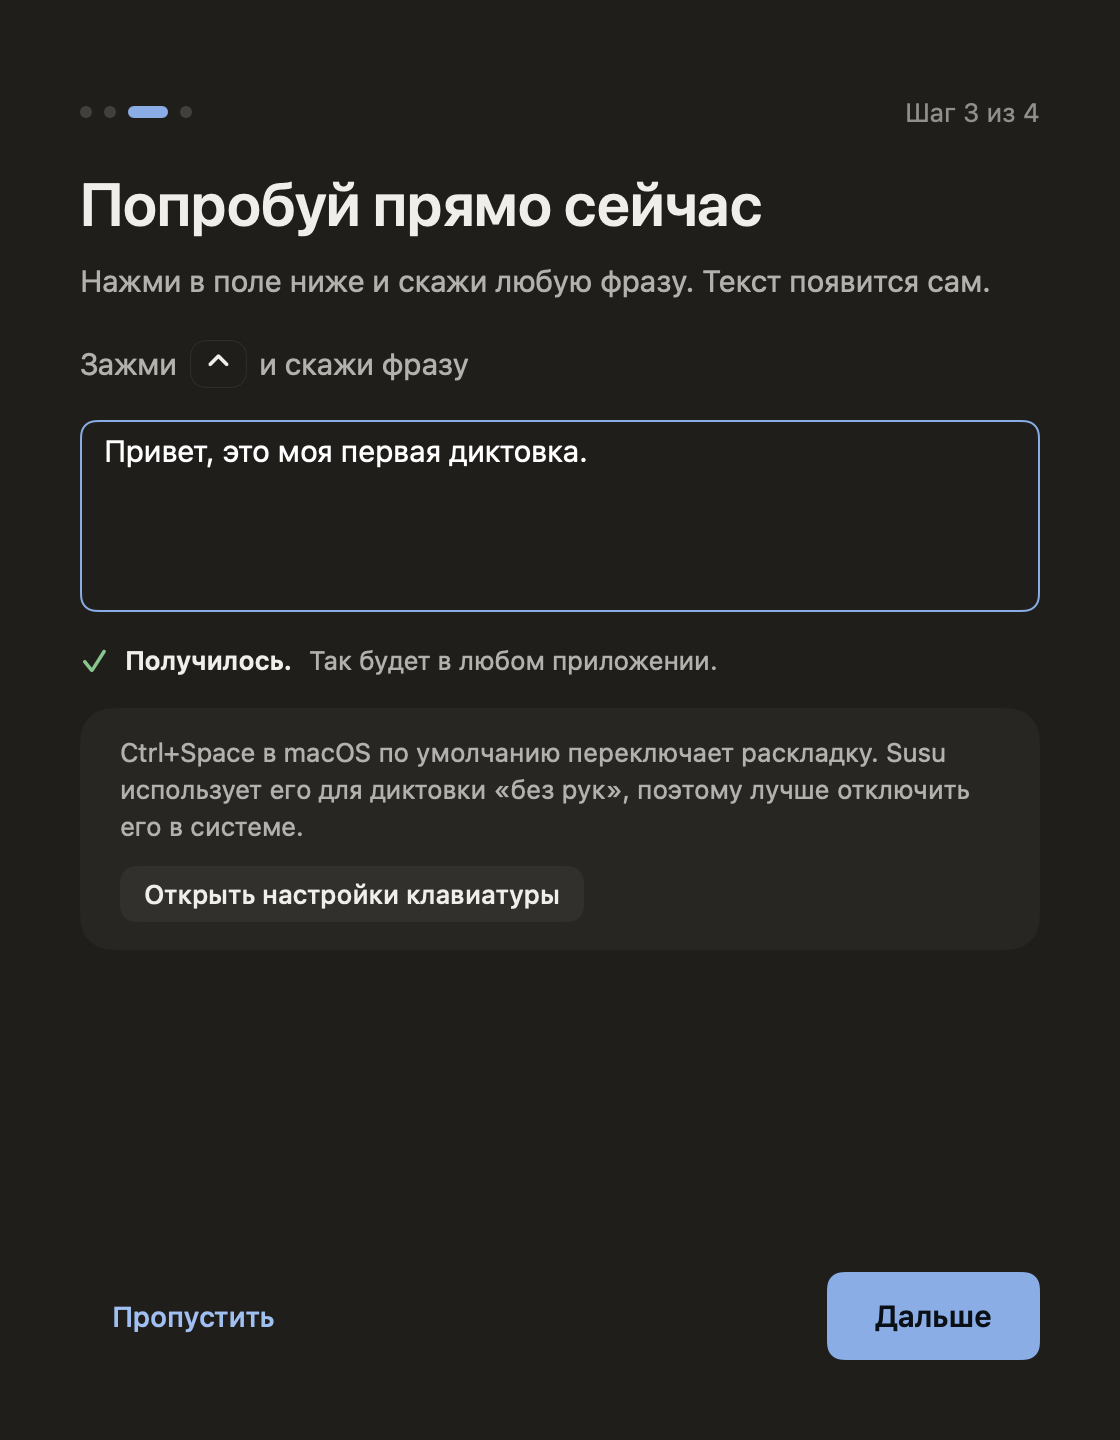 Шаг 3 из 4
Попробуй прямо сейчас
Нажми в поле ниже и скажи любую фразу. Текст появится сам.
Зажми ^ и скажи фразу
Привет, это моя первая диктовка.
Получилось. Так будет в любом приложении.
Ctrl+Space в macOS по умолчанию переключает раскладку. Susu
использует его для диктовки «без рук», поэтому лучше отключить
его в системе.
Открыть настройки клавиатуры
Пропустить
Дальше